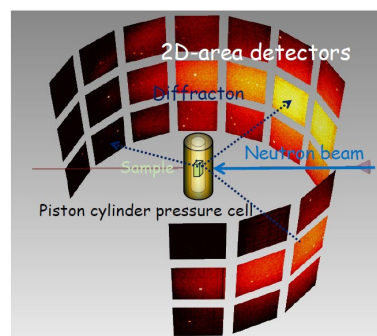 2D-area detectors
Diffracton
Neutron beam
Sample
Piston cylinder pressure cell